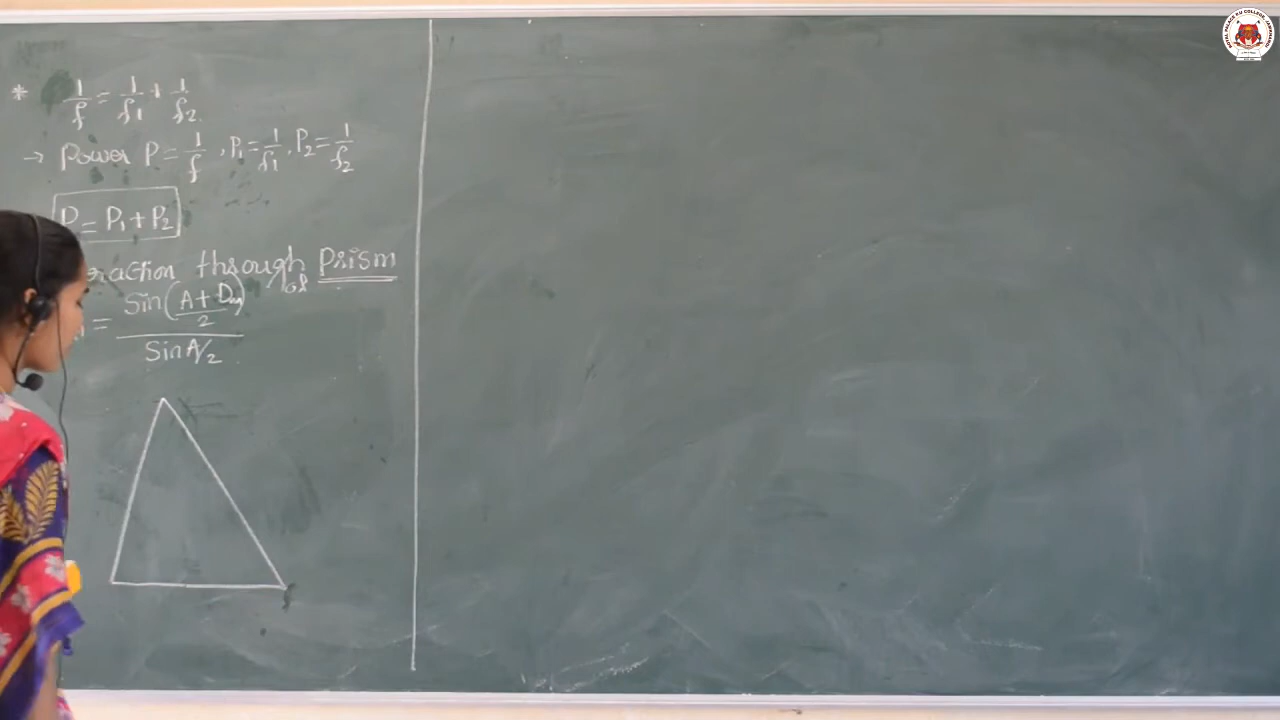 * 1/f = 1/f1 + 1/f2.
→ Power P = 1/f , P1 = 1/f1 , P2 = 1/f2
P = P1 + P2
raction through Prism
= Sin(A + Dm / 2) / Sin A/2